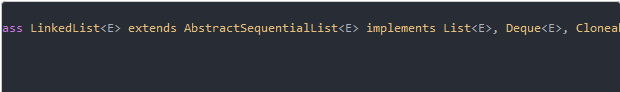 ass LinkedList<E> extends AbstractSequentialList<E> implements List<E>, Deque<E>, Cloneal